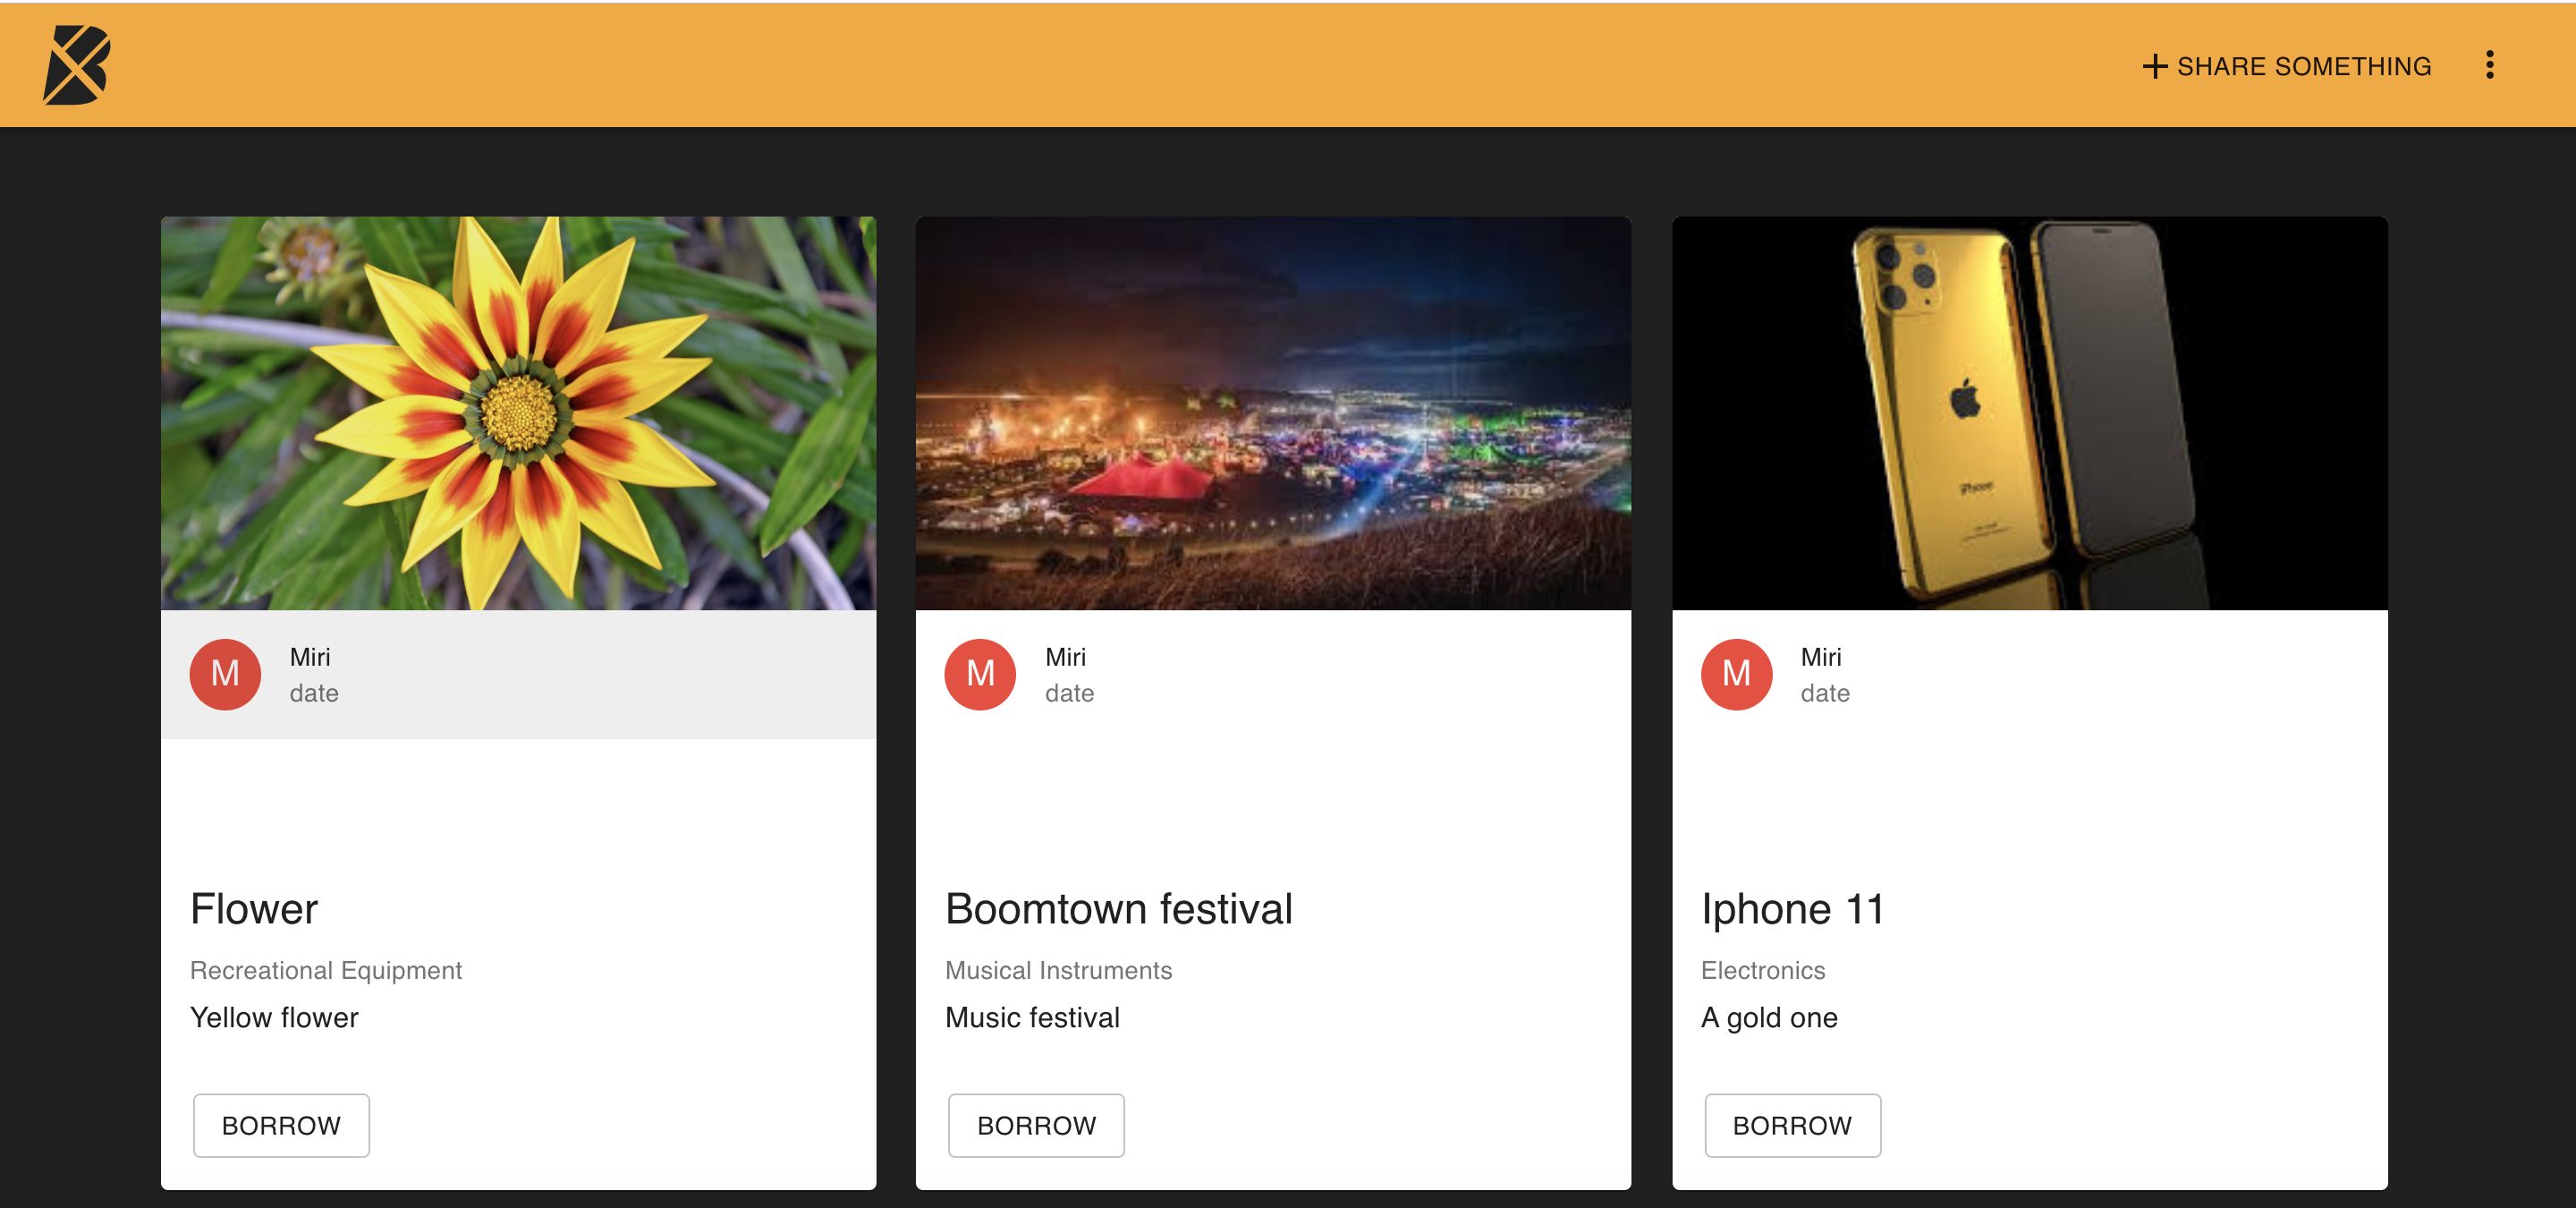 SHARE SOMETHING
M
Miri
date
Flower
Recreational Equipment
Yellow flower
BORROW
M
Miri
date
Boomtown festival
Musical Instruments
Music festival
BORROW
iPhone
M
Miri
date
Iphone 11
Electronics
A gold one
BORROW